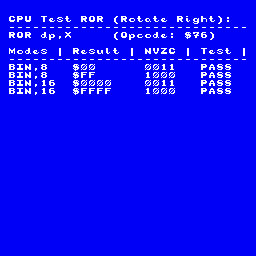 CPU Test ROR (Rotate Right):
----------------------------
ROR dp,X (Opcode: $76)
----------------------------
Modes | Result | NVZC | Test |
----------------------------
BIN,8 $00 0011 PASS
BIN,8 $FF 1000 PASS
BIN,16 $0000 0011 PASS
BIN,16 $FFFF 1000 PASS